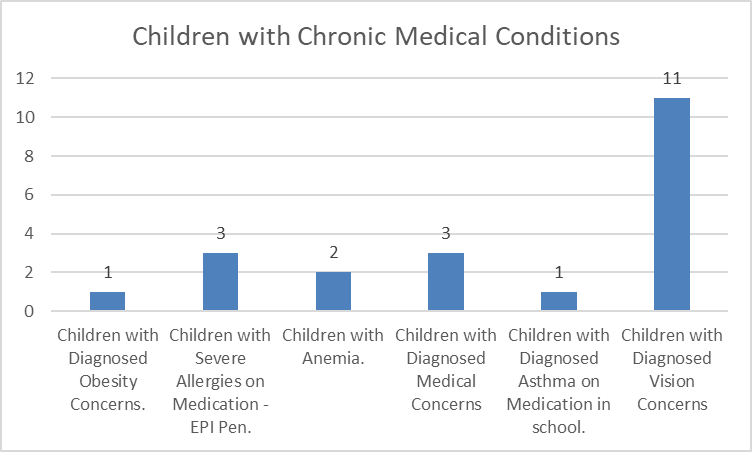 Children with Chronic Medical Conditions
12
10
8
6
4
2
0
1
3
2
3
1
11
Children with
Diagnosed
Obesity
Concerns.
Children with
Severe
Allergies on
Medication -
EPI Pen.
Children with
Anemia.
Children with
Diagnosed
Medical
Concerns
Children with
Diagnosed
Asthma on
Medication in
school.
Children with
Diagnosed
Vision
Concerns